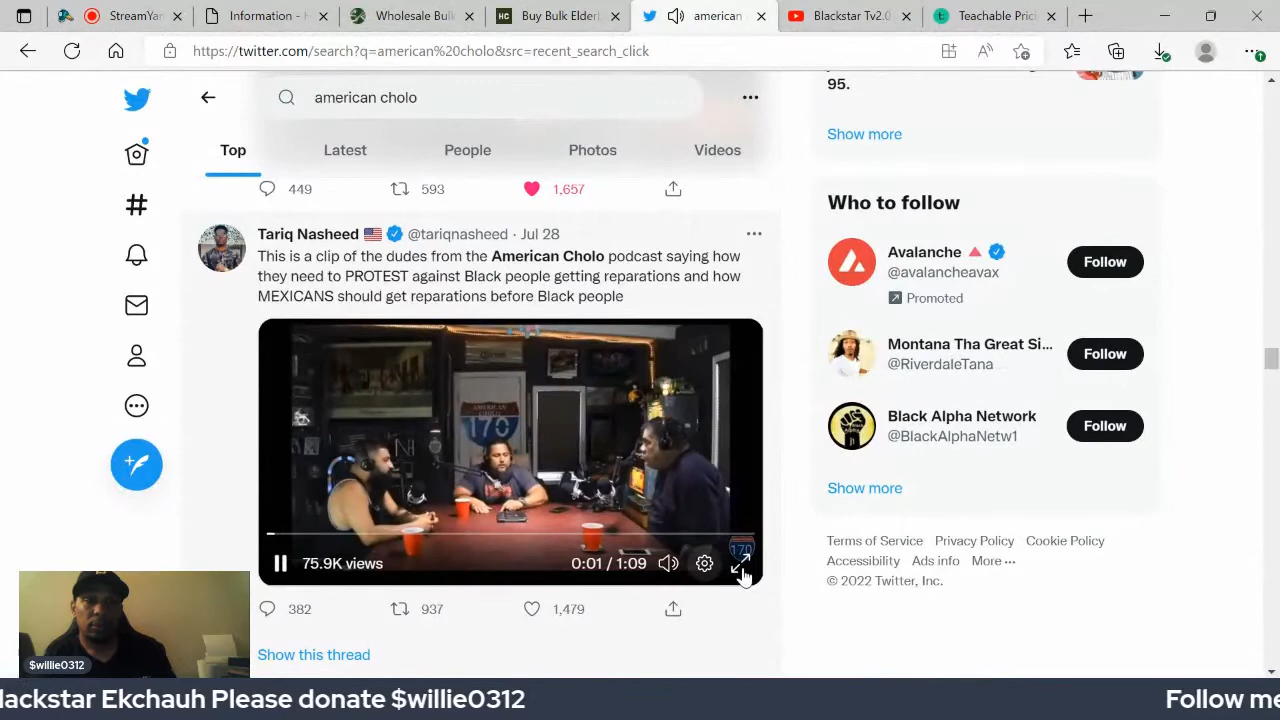 StreamYar
Information - T
Wholesale Bulk
Buy Bulk Elder
american
Blackstar Tv2.0
Teachable Pric
https://twitter.com/search?q=american%20cholo&src=recent_search_click
american cholo
Top Latest People Photos Videos
449 593 1,657
Tariq Nasheed @tariqnasheed · Jul 28
This is a clip of the dudes from the American Cholo podcast saying how
they need to PROTEST against Black people getting reparations and how
MEXICANS should get reparations before Black people
AMERICAN
CHOLO
170
75.9K views 0:01 / 1:09
170
382 937 1,479
Show this thread
95.
Show more
Who to follow
Avalanche
@avalancheavax
Promoted
Follow
Montana Tha Great Si...
@RiverdaleTana
Follow
Black Alpha Network
@BlackAlphaNetw1
Follow
Show more
Terms of Service Privacy Policy Cookie Policy
Accessibility Ads info More ···
© 2022 Twitter, Inc.
$willie0312
lackstar Ekchauh Please donate $willie0312 Follow me